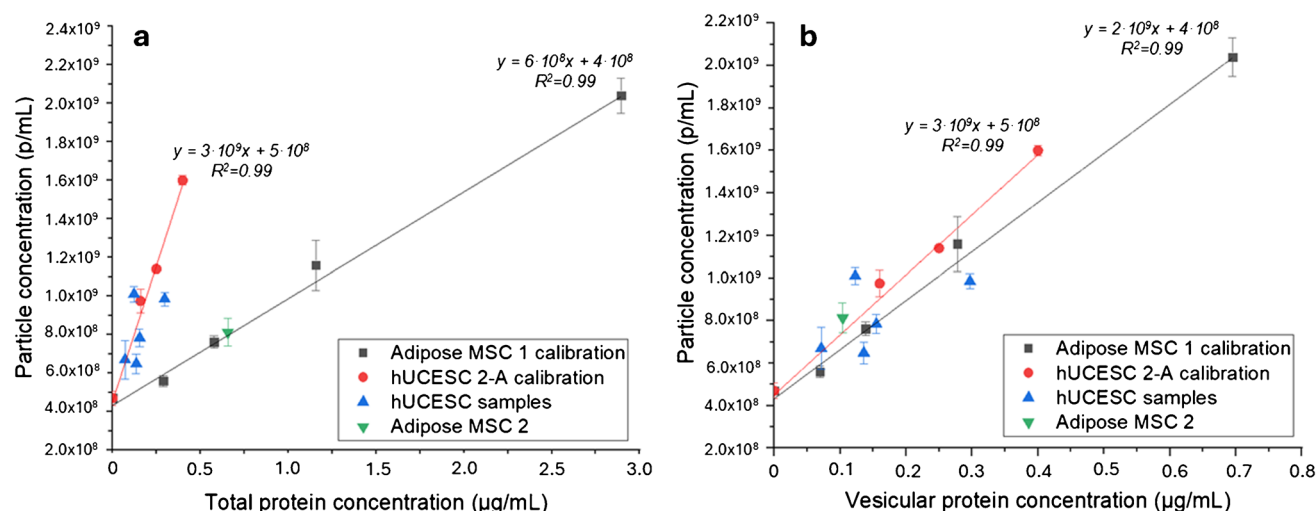 a
y = 6·10⁸x + 4·10⁸
R²=0.99
y = 3·10⁹x + 5·10⁸
R²=0.99
Particle concentration (p/mL)
2.4x10⁹
2.2x10⁹
2.0x10⁹
1.8x10⁹
1.6x10⁹
1.4x10⁹
1.2x10⁹
1.0x10⁹
8.0x10⁸
6.0x10⁸
4.0x10⁸
2.0x10⁸
Adipose MSC 1 calibration
hUCESC 2-A calibration
hUCESC samples
Adipose MSC 2
0 0.5 1.0 1.5 2.0 2.5 3.0
Total protein concentration (µg/mL)
b
y = 2·10⁹x + 4·10⁸
R²=0.99
y = 3·10⁹x + 5·10⁸
R²=0.99
Particle concentration (p/mL)
2.2x10⁹
2.0x10⁹
1.8x10⁹
1.6x10⁹
1.4x10⁹
1.2x10⁹
1.0x10⁹
8.0x10⁸
6.0x10⁸
4.0x10⁸
2.0x10⁸
Adipose MSC 1 calibration
hUCESC 2-A calibration
hUCESC samples
Adipose MSC 2
0 0.1 0.2 0.3 0.4 0.5 0.6 0.7 0.8
Vesicular protein concentration (µg/mL)